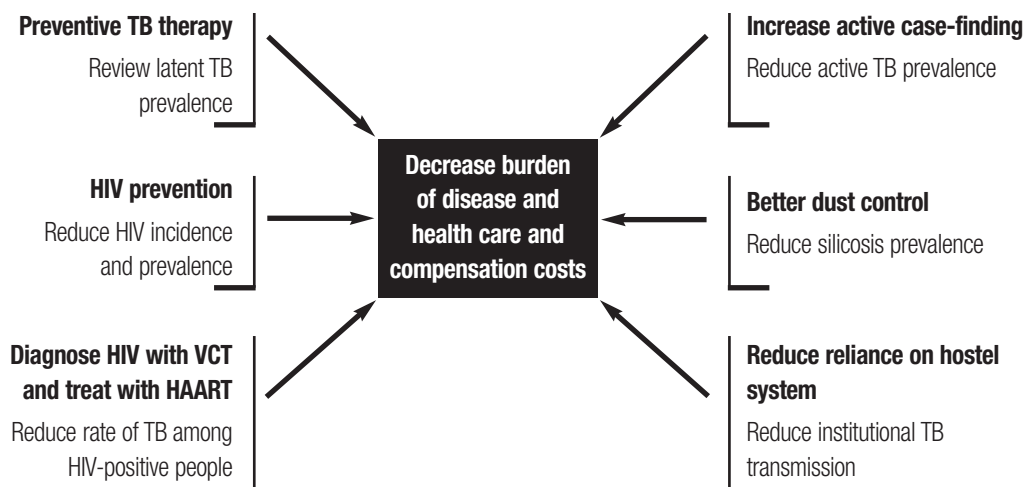 Preventive TB therapy
Review latent TB
prevalence
HIV prevention
Reduce HIV incidence
and prevalence
Diagnose HIV with VCT
and treat with HAART
Reduce rate of TB among
HIV-positive people
Decrease burden
of disease and
health care and
compensation costs
Increase active case-finding
Reduce active TB prevalence
Better dust control
Reduce silicosis prevalence
Reduce reliance on hostel
system
Reduce institutional TB
transmission